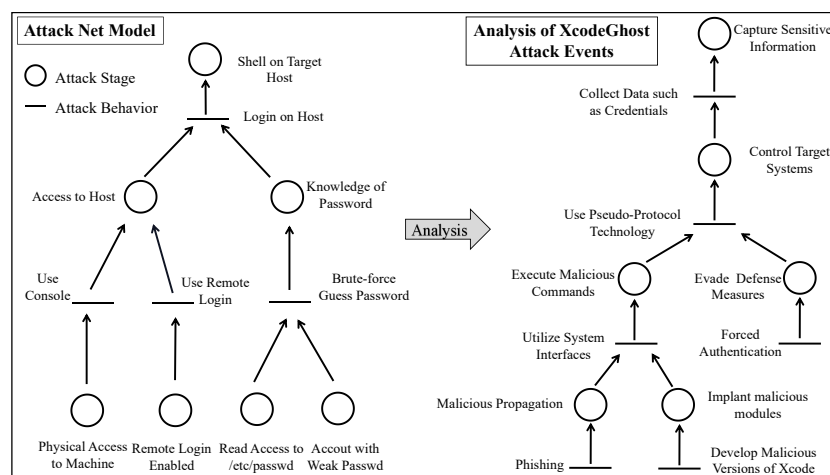 Attack Net Model
Attack Stage
Attack Behavior
Shell on Target
Host
Login on Host
Access to Host
Knowledge of
Password
Use
Console
Use Remote
Login
Brute-force
Guess Password
Physical Access
to Machine
Remote Login
Enabled
Read Access to
/etc/passwd
Accout with
Weak Passwd
Analysis
Analysis of XcodeGhost
Attack Events
Capture Sensitive
Information
Collect Data such
as Credentials
Control Target
Systems
Use Pseudo-Protocol
Technology
Execute Malicious
Commands
Evade Defense
Measures
Utilize System
Interfaces
Forced
Authentication
Malicious Propagation
Implant malicious
modules
Phishing
Develop Malicious
Versions of Xcode